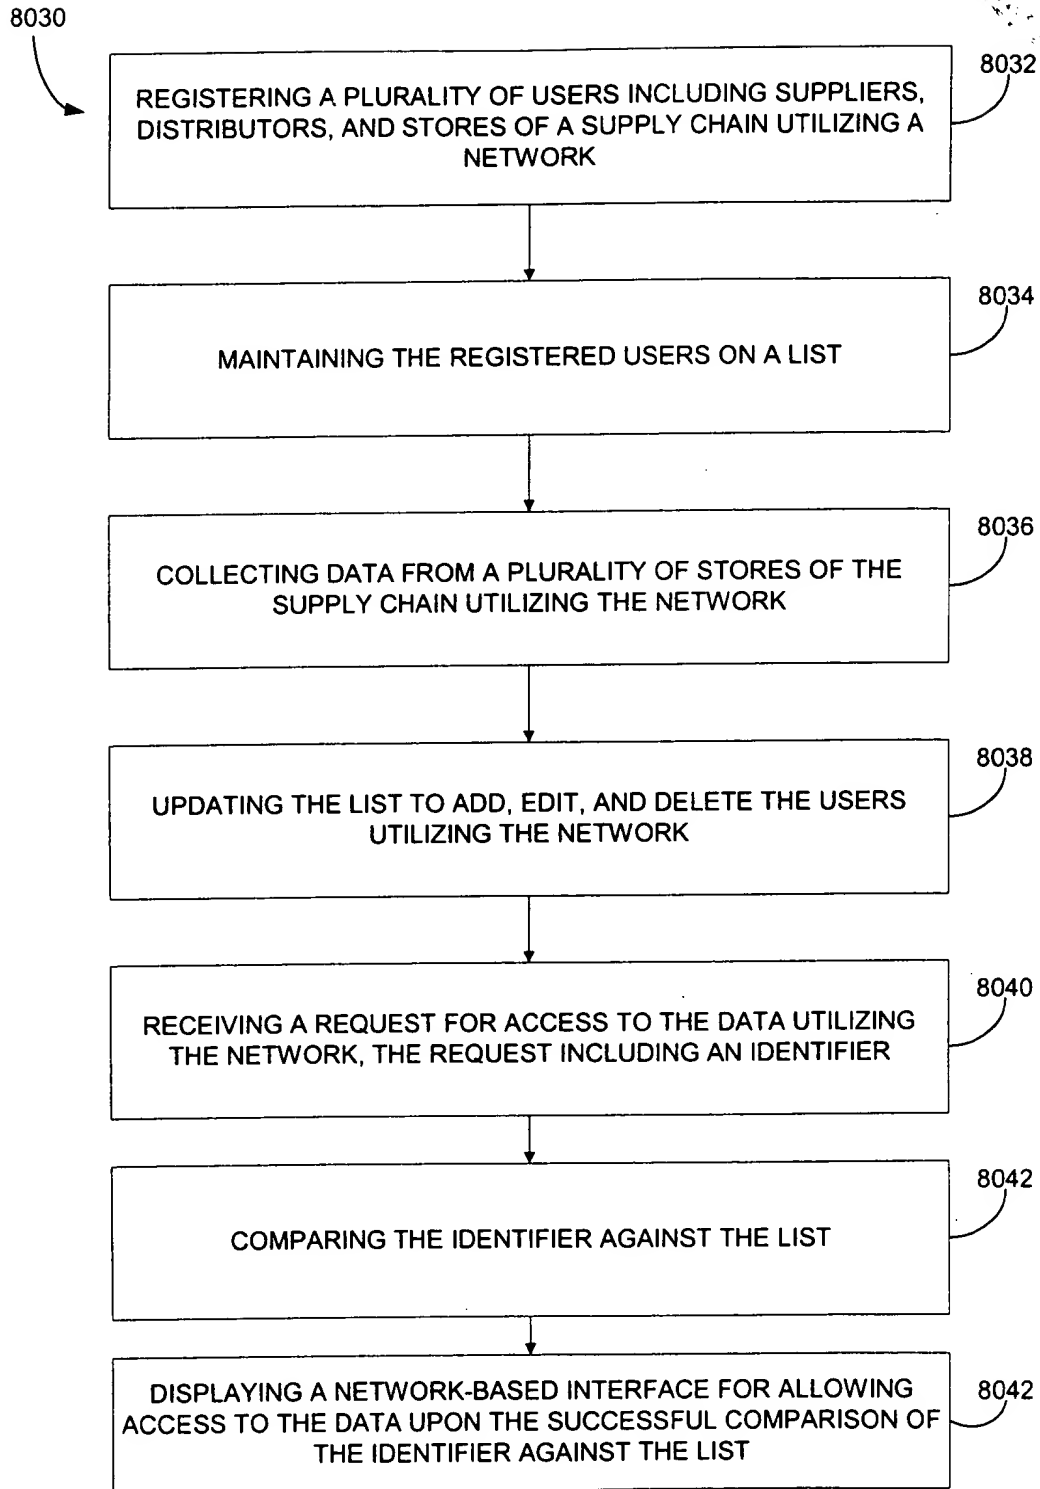 8030
8032
REGISTERING A PLURALITY OF USERS INCLUDING SUPPLIERS,
DISTRIBUTORS, AND STORES OF A SUPPLY CHAIN UTILIZING A
NETWORK
8034
MAINTAINING THE REGISTERED USERS ON A LIST
8036
COLLECTING DATA FROM A PLURALITY OF STORES OF THE
SUPPLY CHAIN UTILIZING THE NETWORK
8038
UPDATING THE LIST TO ADD, EDIT, AND DELETE THE USERS
UTILIZING THE NETWORK
8040
RECEIVING A REQUEST FOR ACCESS TO THE DATA UTILIZING
THE NETWORK, THE REQUEST INCLUDING AN IDENTIFIER
8042
COMPARING THE IDENTIFIER AGAINST THE LIST
8042
DISPLAYING A NETWORK-BASED INTERFACE FOR ALLOWING
ACCESS TO THE DATA UPON THE SUCCESSFUL COMPARISON OF
THE IDENTIFIER AGAINST THE LIST